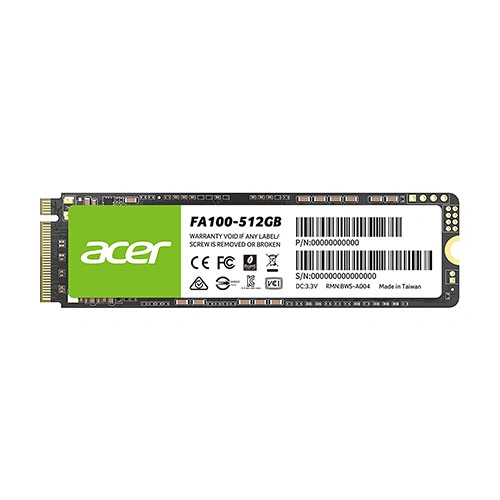 acer
FA100-512GB
WARRANTY VOID IF ANY LABEL/
SCREW IS REMOVED OR BROKEN
CE FC
VCI
P/N:00000000000
S/N:000000000000000
DC:3.3V RMN:BWS-A004 Made in Taiwan